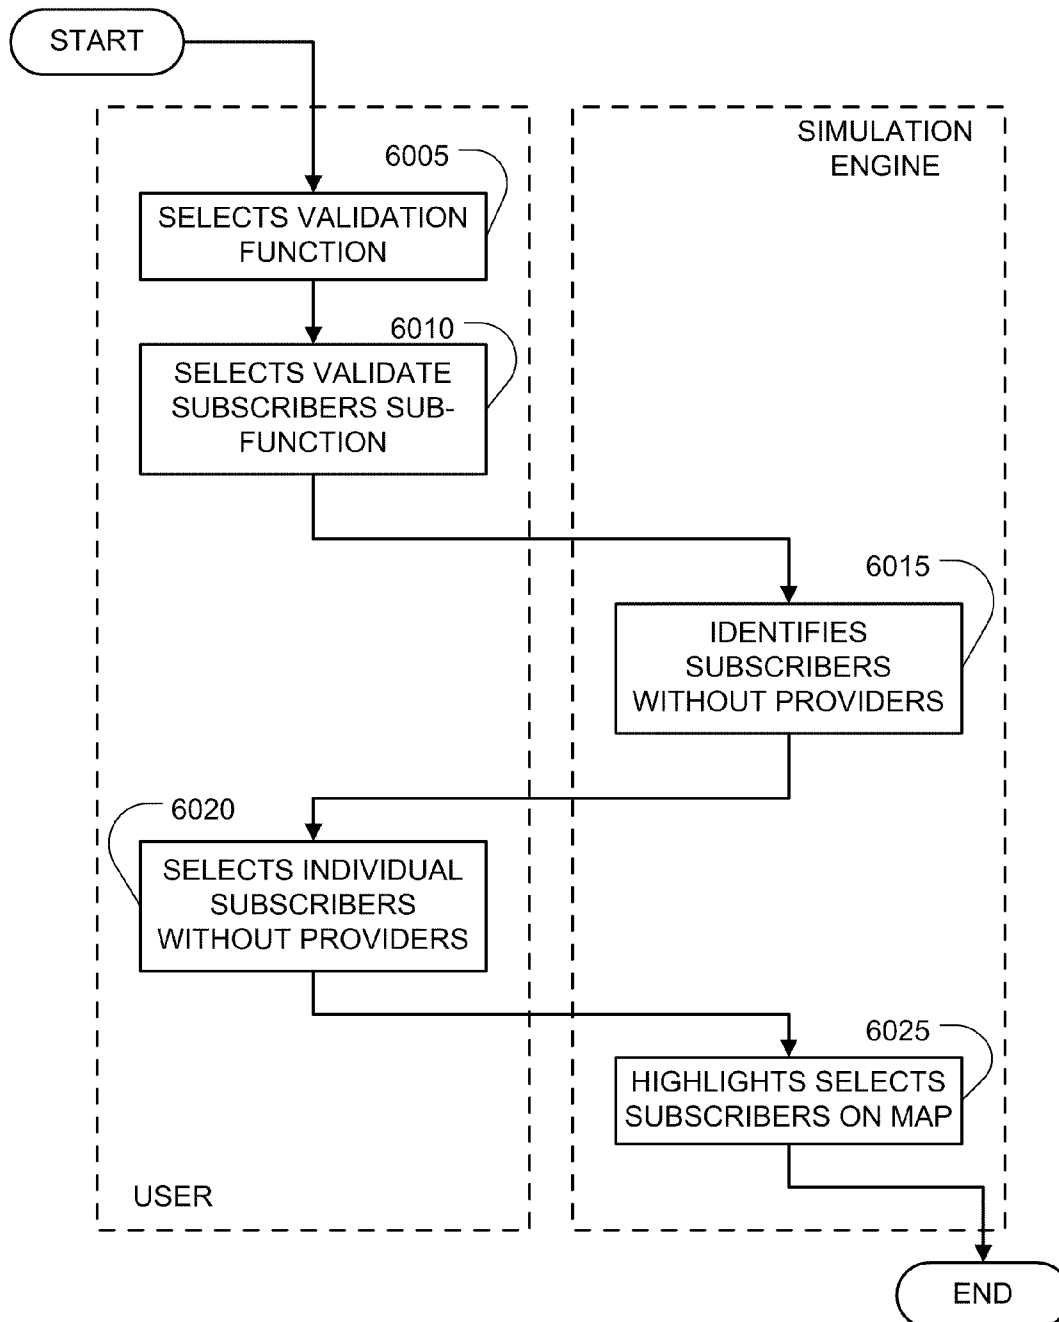 START
SIMULATION
ENGINE
6005
SELECTS VALIDATION
FUNCTION
6010
SELECTS VALIDATE
SUBSCRIBERS SUB-
FUNCTION
6015
IDENTIFIES
SUBSCRIBERS
WITHOUT PROVIDERS
6020
SELECTS INDIVIDUAL
SUBSCRIBERS
WITHOUT PROVIDERS
6025
HIGHLIGHTS SELECTS
SUBSCRIBERS ON MAP
USER
END